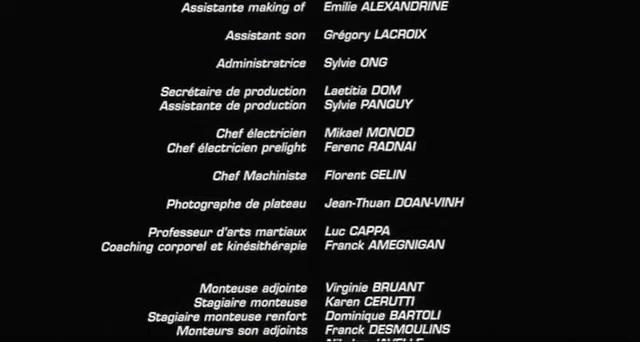 Assistante making of Emilie ALEXANDRINE
Assistant son Grégory LACROIX
Administratrice Sylvie ONG
Secrétaire de production Laetitia DOM
Assistante de production Sylvie PANQUY
Chef électricien Mikael MONOD
Chef électricien prelight Ferenc RADNAI
Chef Machiniste Florent GELIN
Photographe de plateau Jean-Thuan DOAN-VINH
Professeur d'arts martiaux Luc CAPPA
Coaching corporel et kinésithérapie Franck AMEGNIGAN
Monteuse adjointe Virginie BRUANT
Stagiaire monteuse Karen CERUTTI
Stagiaire monteuse renfort Dominique BARTOLI
Monteurs son adjoints Franck DESMOULINS